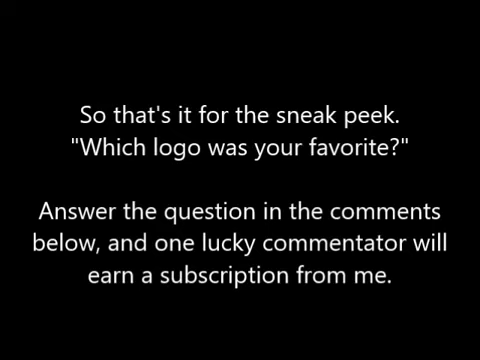 So that's it for the sneak peek.
"Which logo was your favorite?"
Answer the question in the comments
below, and one lucky commentator will
earn a subscription from me.